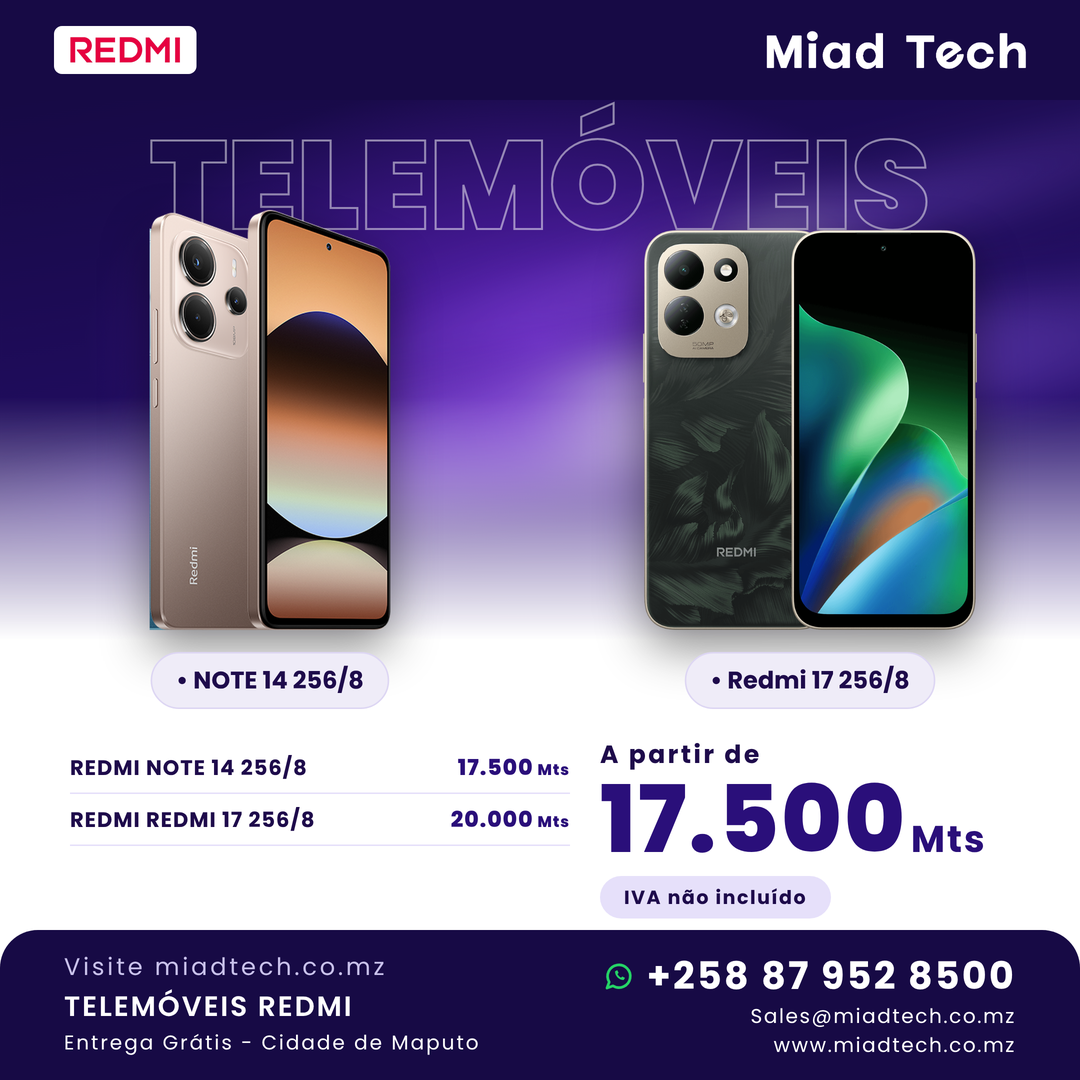 REDMI
Miad Tech
TELEMÓVEIS
Redmi
50MP
REDMI
• NOTE 14 256/8
• Redmi 17 256/8
REDMI NOTE 14 256/8 17.500 Mts
REDMI REDMI 17 256/8 20.000 Mts
A partir de
17.500 Mts
IVA não incluído
Visite miadtech.co.mz
TELEMÓVEIS REDMI
Entrega Grátis - Cidade de Maputo
+258 87 952 8500
Sales@miadtech.co.mz
www.miadtech.co.mz